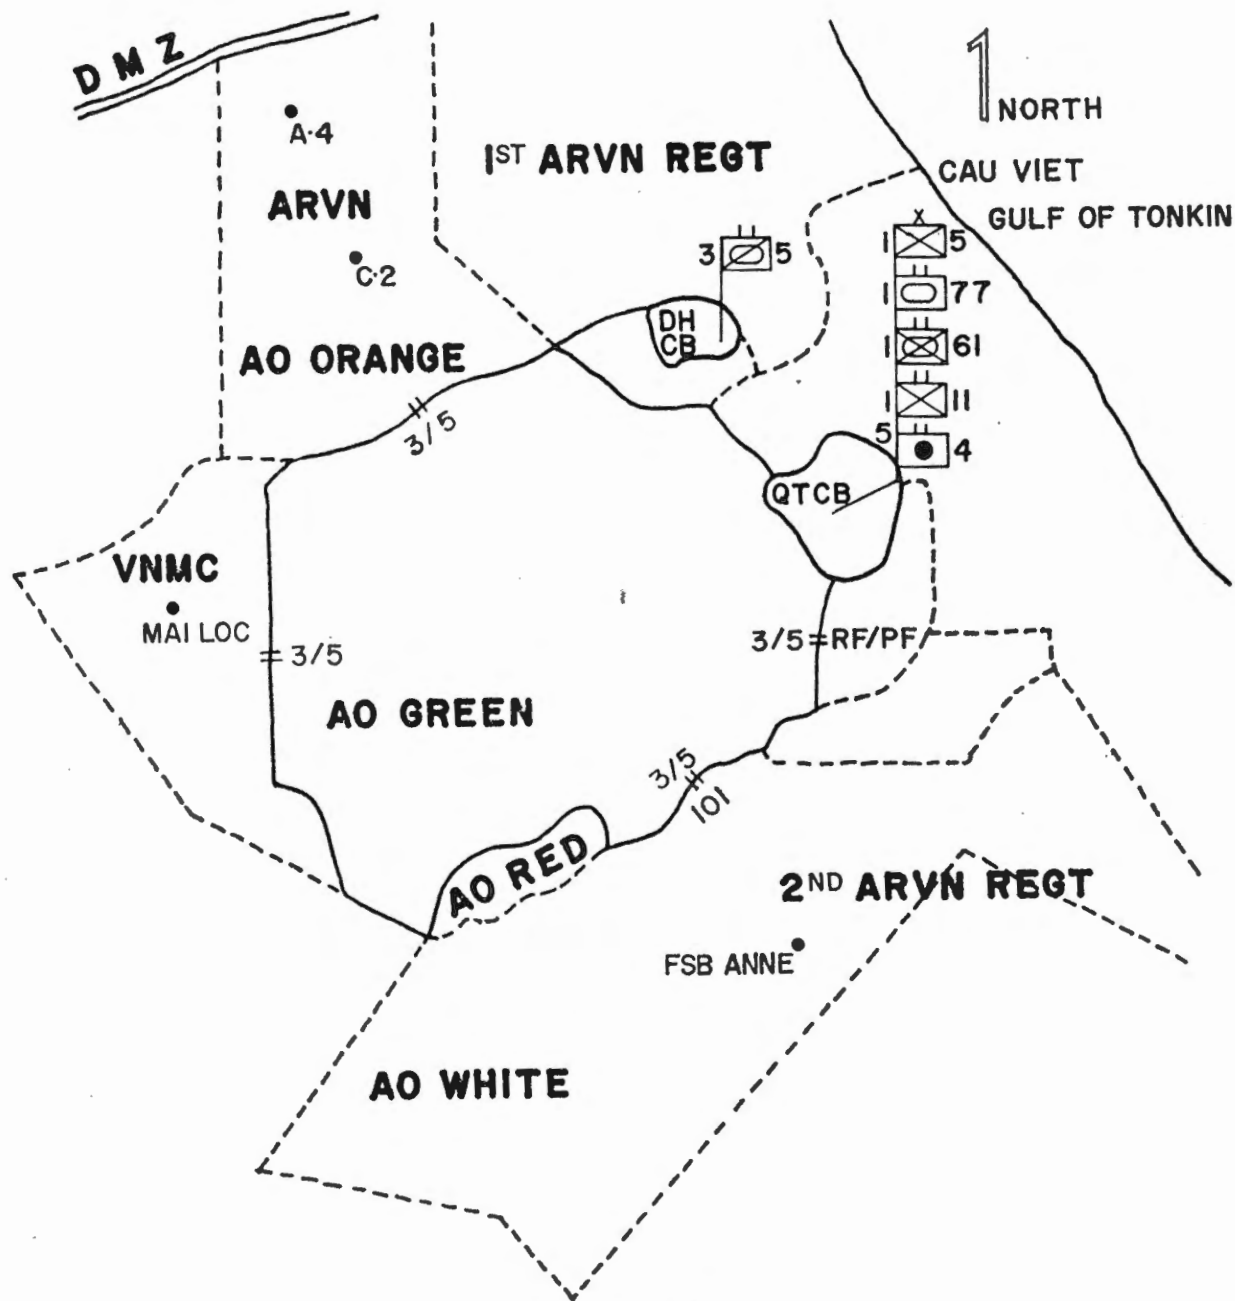 DMZ
NORTH
A·4
1ST ARVN REGT
CAU VIET
ARVN
GULF OF TONKIN
3 5
1 5
C·2
1 77
DH
CB
1 61
AO ORANGE
1 11
3/5
5 4
QTCB
VNMC
MAI LOC
3/5
3/5 RF/PF
AO GREEN
3/5
101
AO RED
2ND ARVN REGT
FSB ANNE
AO WHITE